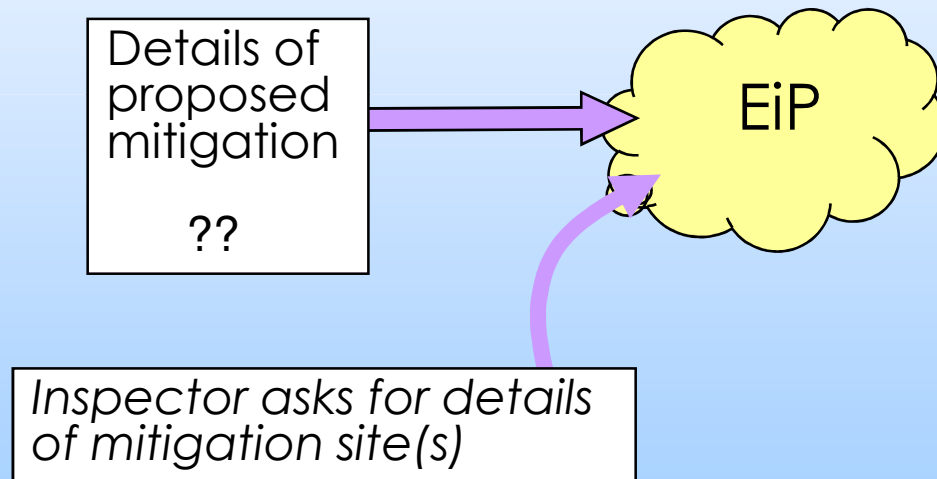 Details of
proposed
mitigation
??
EiP
Inspector asks for details
of mitigation site(s)